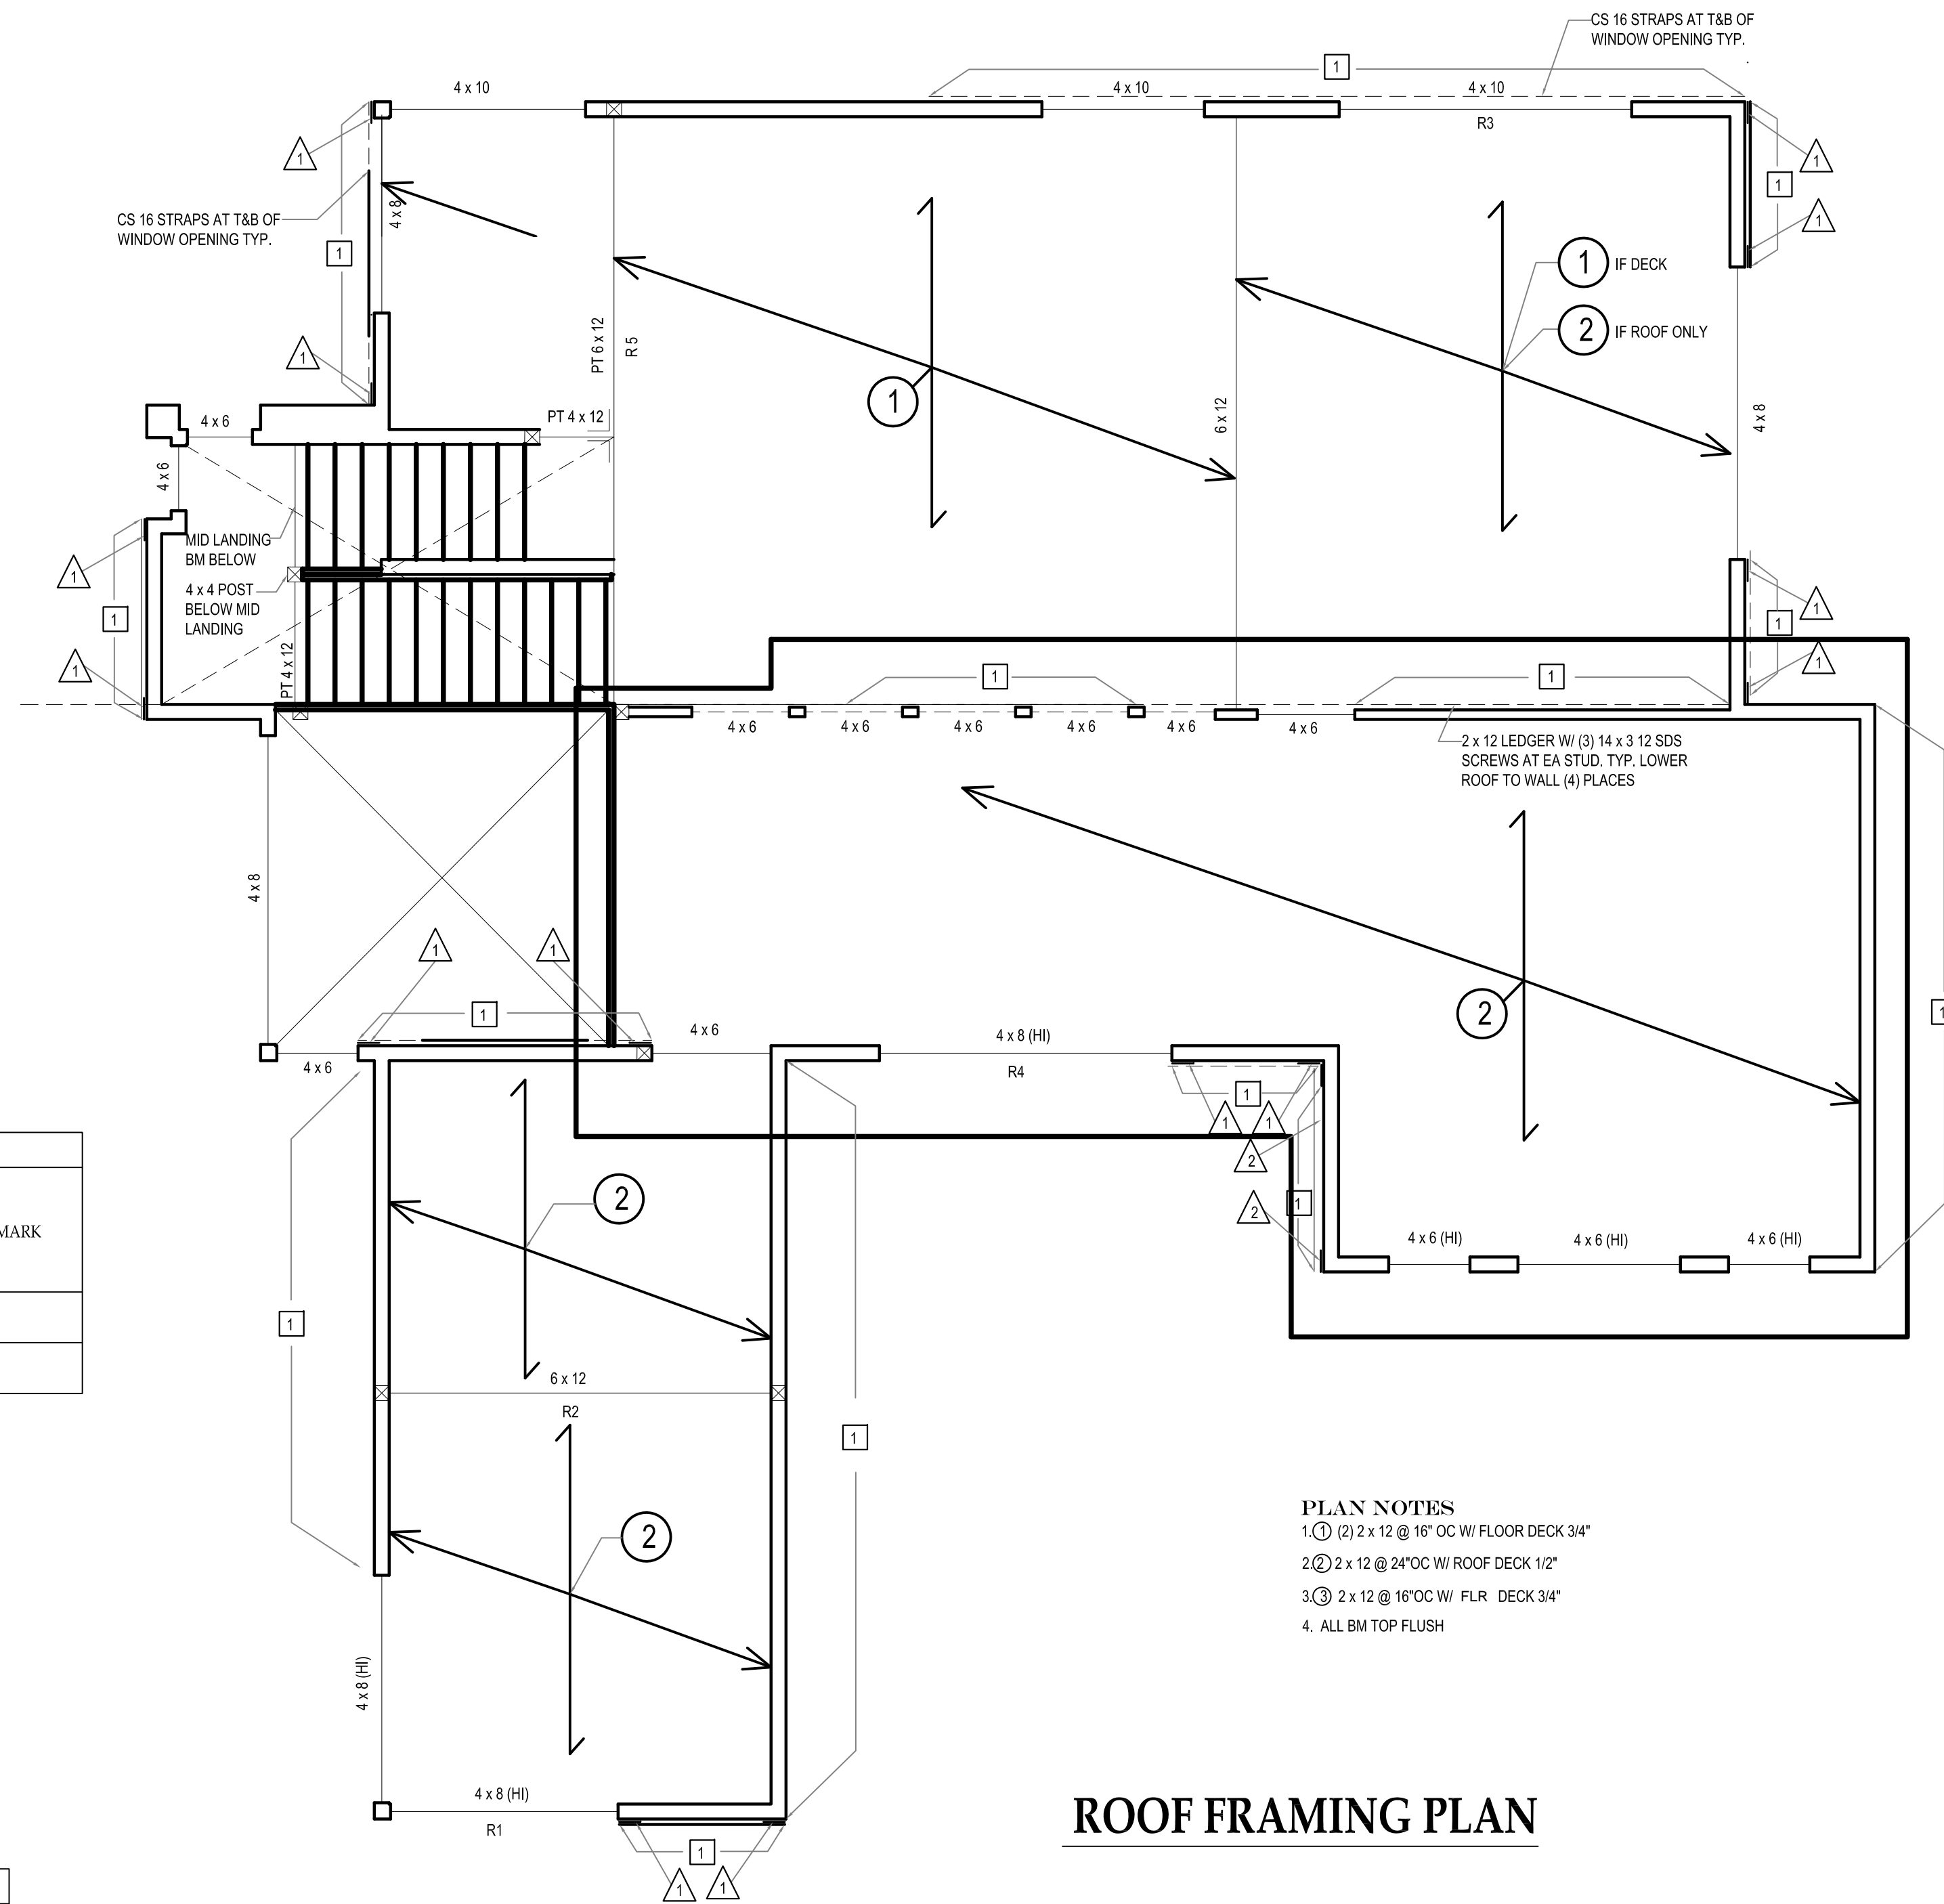 CS 16 STRAPS AT T&B OF
WINDOW OPENING TYP.
1
4 x 10
4 x 10
4 x 10
R3
1
1
1
1
4 x 8
CS 16 STRAPS AT T&B OF
WINDOW OPENING TYP.
1
1
1 IF DECK
2 IF ROOF ONLY
PT 6 x 12
R 5
1
1
4 x 6
PT 4 x 12
6 x 12
4 x 8
4 x 6
MID LANDING
BM BELOW
4 x 4 POST
BELOW MID
LANDING
1
1
1
PT 4 x 12
1
1
1
1
1
4 x 6
4 x 6
4 x 6
4 x 6
4 x 6
4 x 6
2 x 12 LEDGER W/ (3) 14 x 3 12 SDS
SCREWS AT EA STUD. TYP. LOWER
ROOF TO WALL (4) PLACES
4 x 8
1
1
1
2
1
4 x 6
4 x 6
4 x 8 (HI)
R4
1
1
1
2
2
1
MARK
2
4 x 6 (HI)
4 x 6 (HI)
4 x 6 (HI)
1
6 x 12
R2
1
2
4 x 8 (HI)
PLAN NOTES
1. 1 (2) 2 x 12 @ 16" OC W/ FLOOR DECK 3/4"
2. 2 2 x 12 @ 24"OC W/ ROOF DECK 1/2"
3. 3 2 x 12 @ 16"OC W/ FLR DECK 3/4"
4. ALL BM TOP FLUSH
4 x 8 (HI)
R1
1
1
1
ROOF FRAMING PLAN